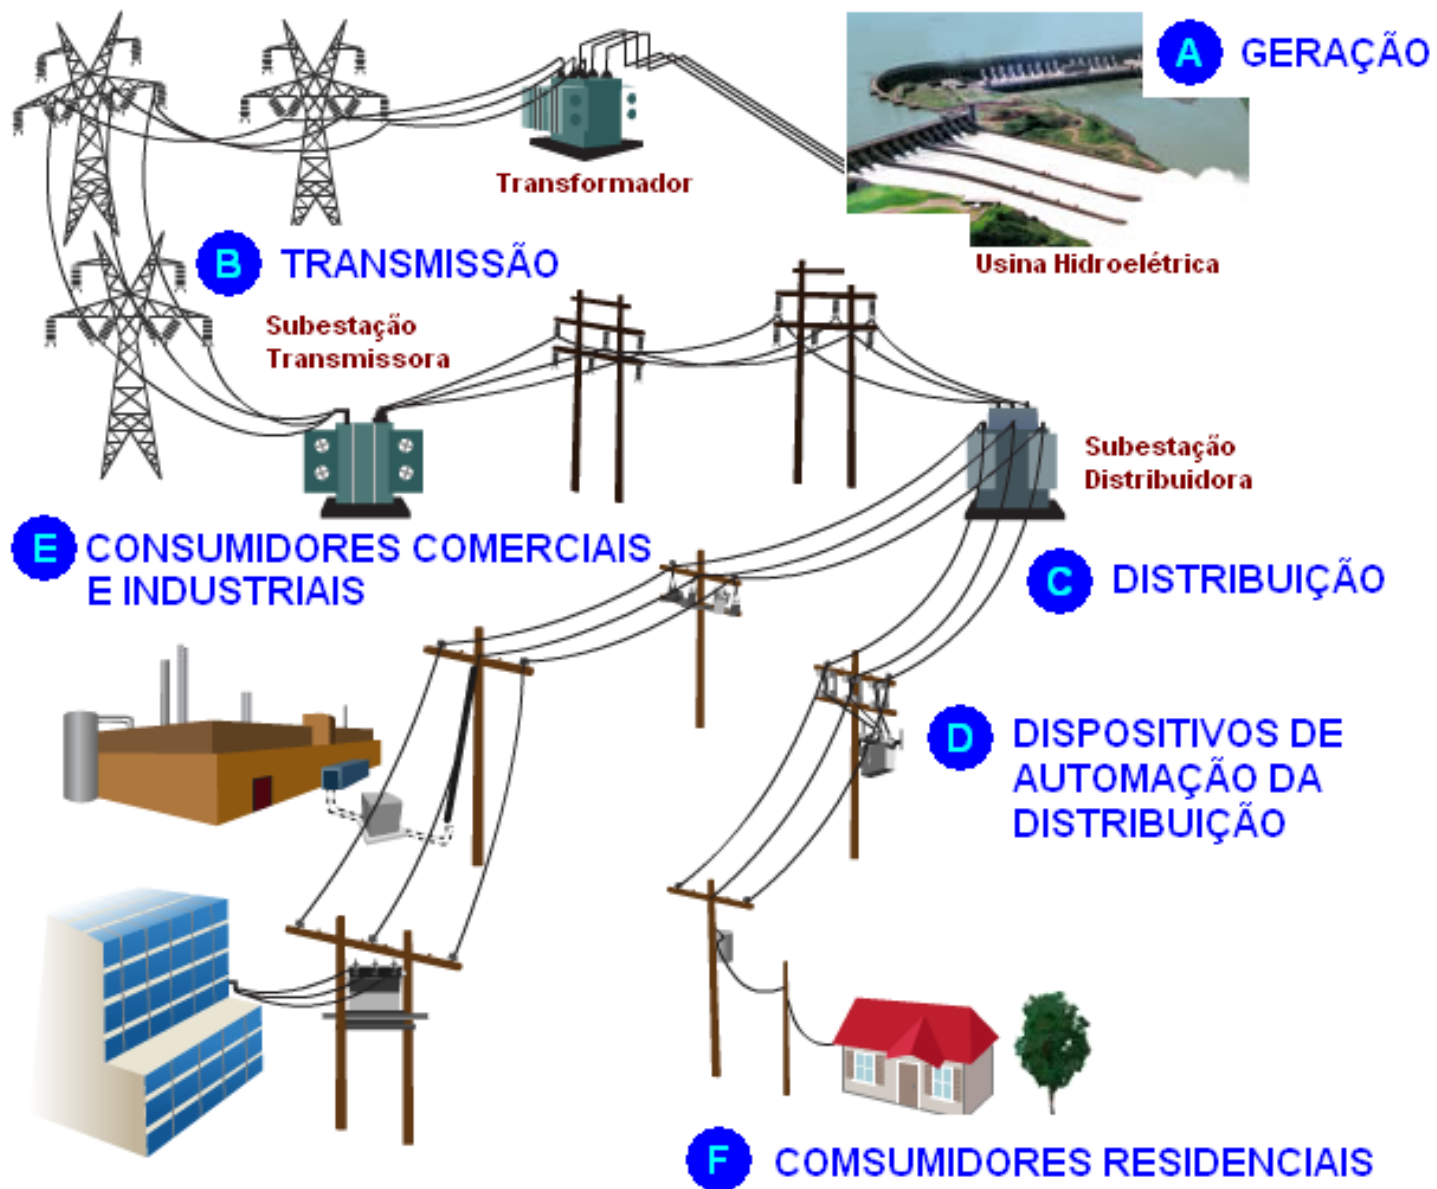 A GERAÇÃO
Transformador
Usina Hidroelétrica
B TRANSMISSÃO
Subestação
Transmissora
Subestação
Distribuidora
E CONSUMIDORES COMERCIAIS
E INDUSTRIAIS
C DISTRIBUIÇÃO
D DISPOSITIVOS DE
AUTOMAÇÃO DA
DISTRIBUIÇÃO
F COMSUMIDORES RESIDENCIAIS